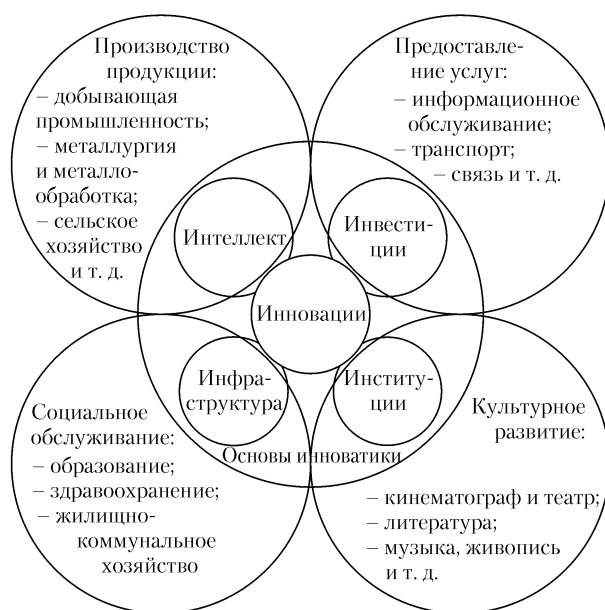 Производство
продукции:
– добывающая
промышленность;
– металлургия
и металло-
обработка;
– сельское
хозяйство
и т. д.
Предоставле-
ние услуг:
– информационное
обслуживание;
– транспорт;
– связь и т. д.
Интеллект
Инвести-
ции
Инновации
Инфра-
структура
Институ-
ции
Основы инноватики
Социальное
обслуживание:
– образование;
– здравоохранение;
– жилищно-
коммунальное
хозяйство
Культурное
развитие:
– кинематограф и театр;
– литература;
– музыка, живопись
и т. д.